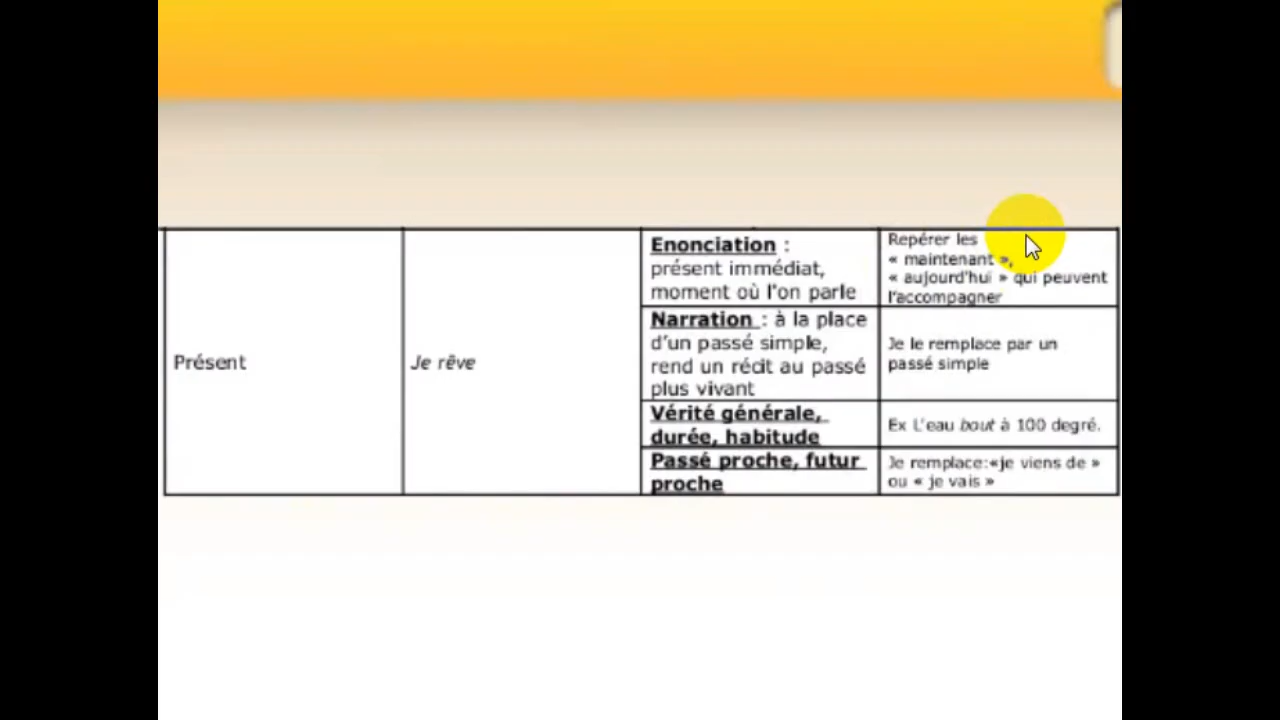 Présent
Je rêve
Enonciation :
présent immédiat,
moment où l'on parle
Repérer les
« maintenant »,
« aujourd'hui » qui peuvent
l'accompagner
Narration : à la place
d'un passé simple,
rend un récit au passé
plus vivant
Je le remplace par un
passé simple
Vérité générale,
durée, habitude
Ex L'eau bout à 100 degré.
Passé proche, futur
proche
Je remplace:«je viens de »
ou « je vais »